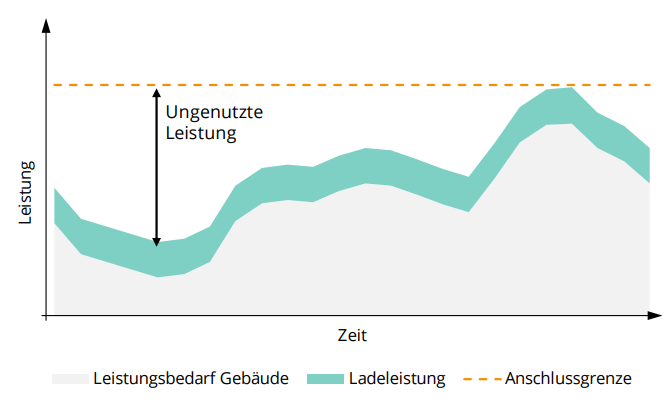 Ungenutzte
Leistung
Leistung
Zeit
Leistungsbedarf Gebäude
Ladeleistung
Anschlussgrenze